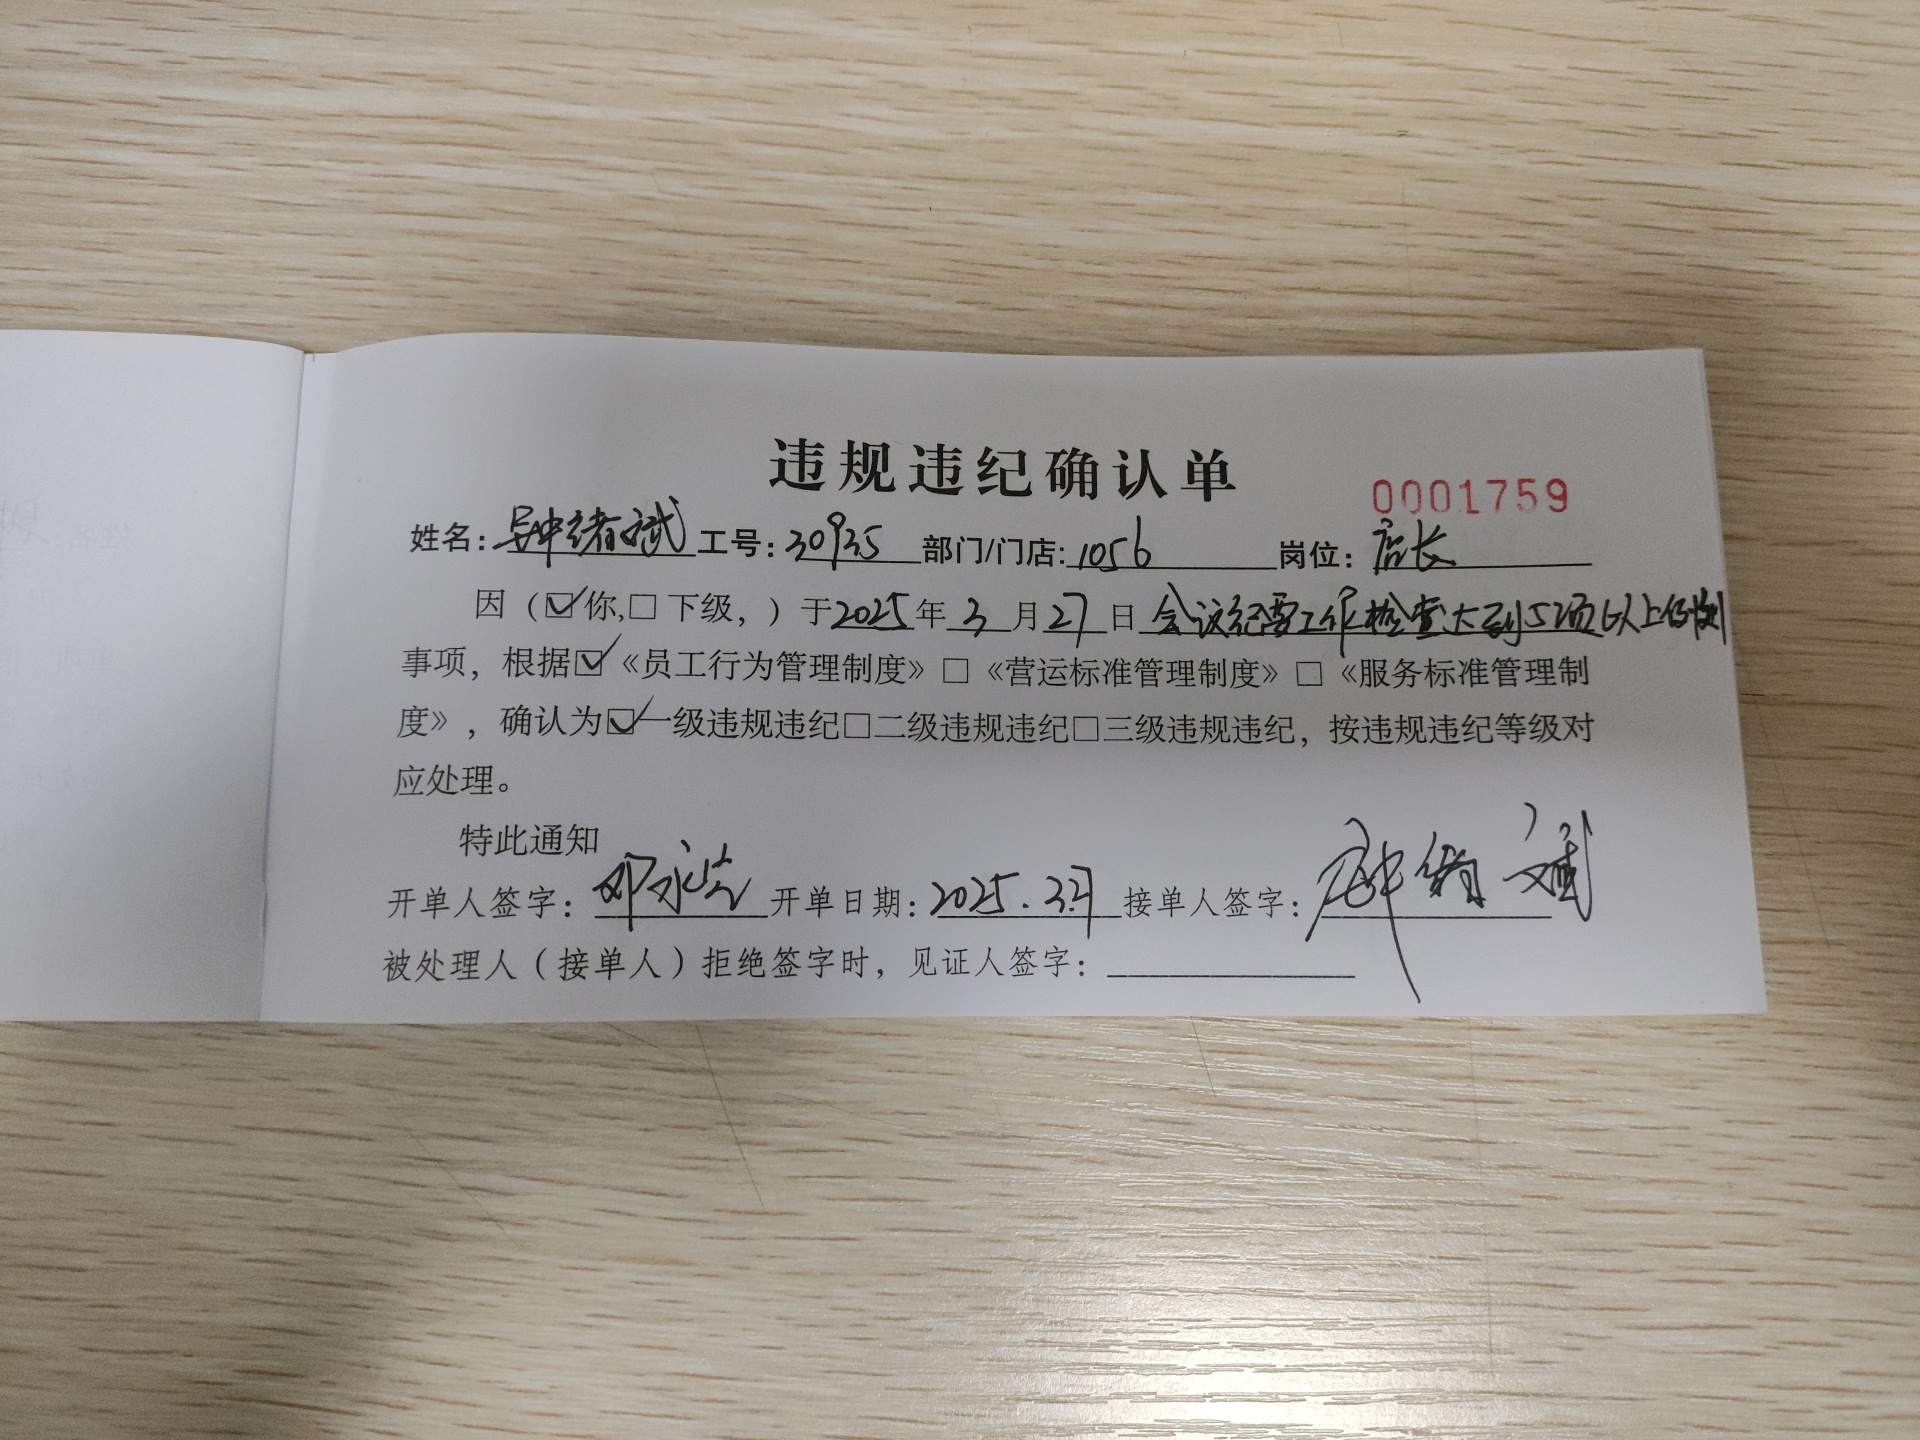 违规违纪确认单
0001759
姓名：钟绪斌 工号：30935 部门/门店：1056 岗位：店长
因（☑你,□下级，）于2025年3月27日 会议纪要工作检查达到5项以上
事项，根据☑《员工行为管理制度》□《营运标准管理制度》□《服务标准管理制
度》，确认为☑一级违规违纪□二级违规违纪□三级违规违纪，按违规违纪等级对
应处理。
特此通知
开单人签字：邓永 开单日期：2025.3.27 接单人签字：钟绪斌
被处理人（接单人）拒绝签字时，见证人签字：